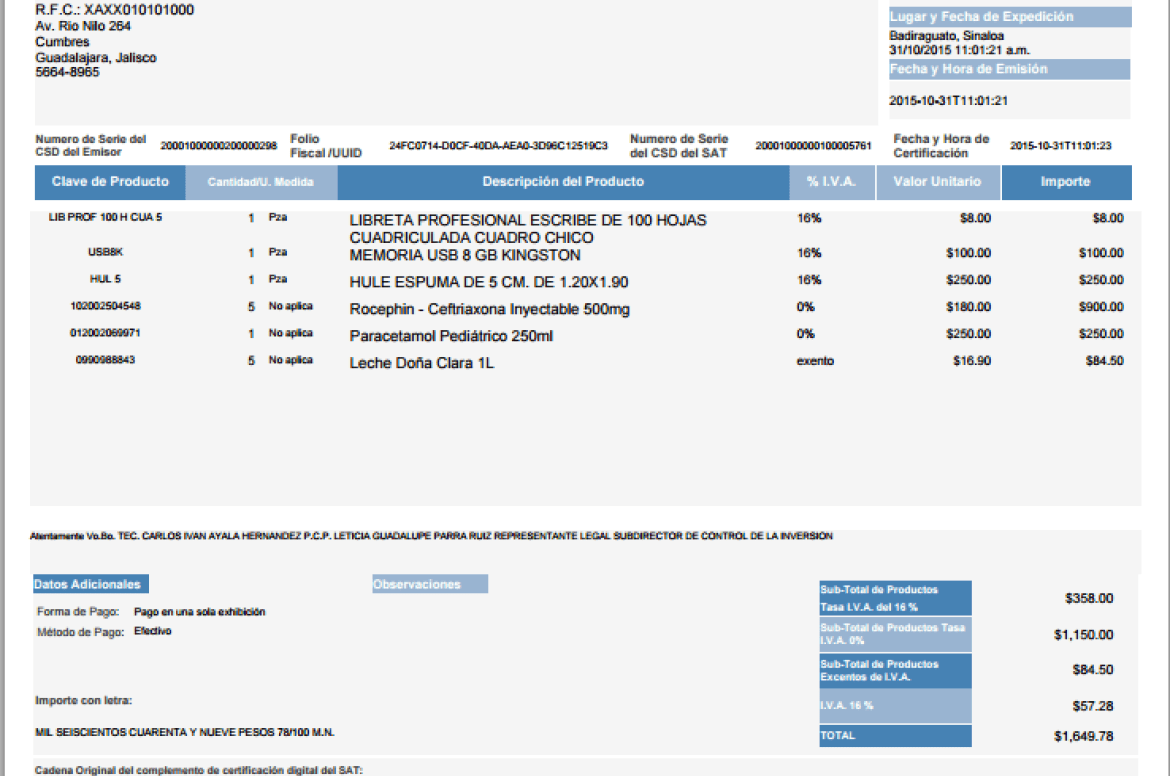 R.F.C.: XAXX010101000
Av. Rio Nilo 264
Cumbres
Guadalajara, Jalisco
5664-8965
Lugar y Fecha de Expedición
Badiraguato, Sinaloa
31/10/2015 11:01:21 a.m.
Fecha y Hora de Emisión
2015-10-31T11:01:21
Numero de Serie del CSD del Emisor 20001000000200000298 Folio Fiscal /UUID 24FC0714-D0CF-40DA-AEA0-3D96C12519C3 Numero de Serie del CSD del SAT 20001000000100005761 Fecha y Hora de Certificación 2015-10-31T11:01:23
Clave de Producto Cantidad/U. Medida Descripción del Producto % I.V.A. Valor Unitario Importe
LIB PROF 100 H CUA 5 1 Pza LIBRETA PROFESIONAL ESCRIBE DE 100 HOJAS 16% $8.00 $8.00
CUADRICULADA CUADRO CHICO
USB8K 1 Pza MEMORIA USB 8 GB KINGSTON 16% $100.00 $100.00
HUL 5 1 Pza HULE ESPUMA DE 5 CM. DE 1.20X1.90 16% $250.00 $250.00
102002504548 5 No aplica Rocephin - Ceftriaxona Inyectable 500mg 0% $180.00 $900.00
012002069971 1 No aplica Paracetamol Pediátrico 250ml 0% $250.00 $250.00
0990988843 5 No aplica Leche Doña Clara 1L exento $16.90 $84.50
Atentamente Vo.Bo. TEC. CARLOS IVAN AYALA HERNANDEZ P.C.P. LETICIA GUADALUPE PARRA RUIZ REPRESENTANTE LEGAL SUBDIRECTOR DE CONTROL DE LA INVERSIÓN
Datos Adicionales Observaciones
Forma de Pago: Pago en una sola exhibición
Método de Pago: Efectivo
Sub-Total de Productos
Tasa I.V.A. del 16 % $358.00
Sub-Total de Productos Tasa
I.V.A. 0% $1,150.00
Sub-Total de Productos
Excentos de I.V.A. $84.50
I.V.A. 16 % $57.28
TOTAL $1,649.78
Importe con letra:
MIL SEISCIENTOS CUARENTA Y NUEVE PESOS 78/100 M.N.
Cadena Original del complemento de certificación digital del SAT: